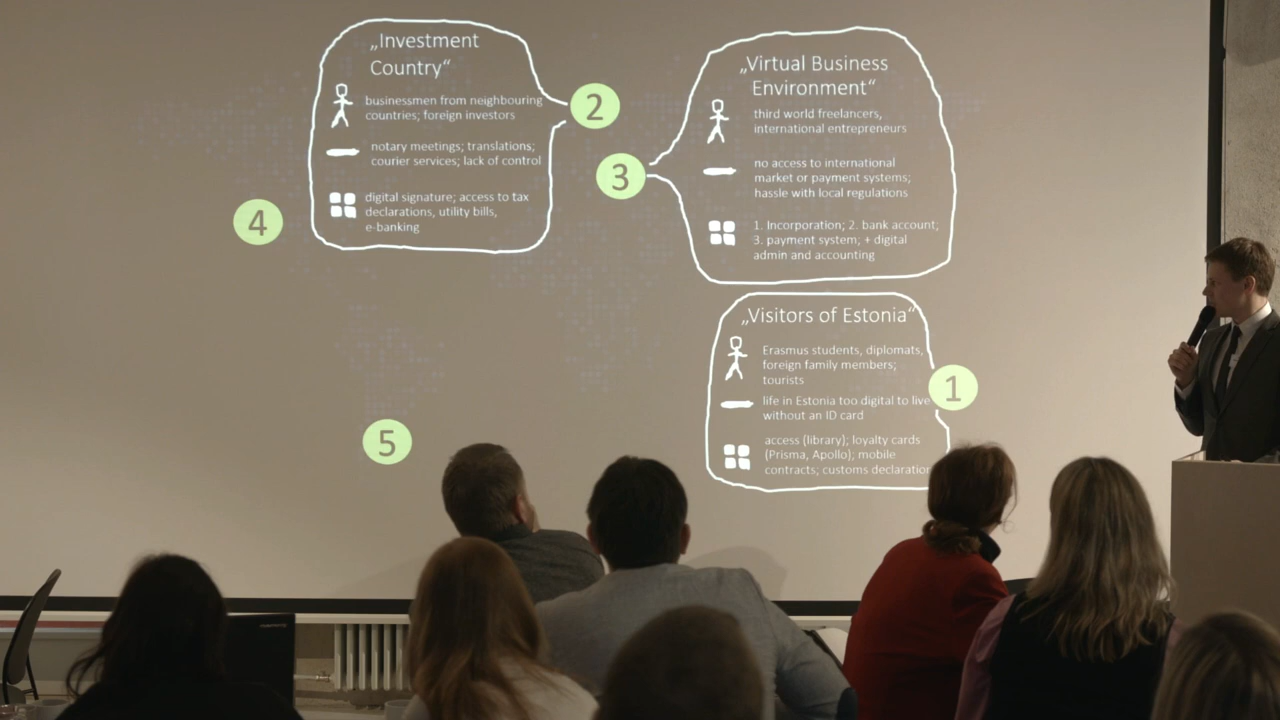 „Investment
Country“
businessmen from neighbouring
countries; foreign investors
notary meetings; translations;
courier services; lack of control
digital signature; access to tax
declarations, utility bills,
e-banking
2
4
„Virtual Business
Environment“
third world freelancers,
international entrepreneurs
no access to international
market or payment systems;
hassle with local regulations
1. Incorporation; 2. bank account;
3. payment system; + digital
admin and accounting
3
„Visitors of Estonia“
Erasmus students, diplomats,
foreign family members;
tourists
life in Estonia too digital to live
without an ID card
access (library); loyalty cards
(Prisma, Apollo); mobile
contracts; customs declaration
1
5